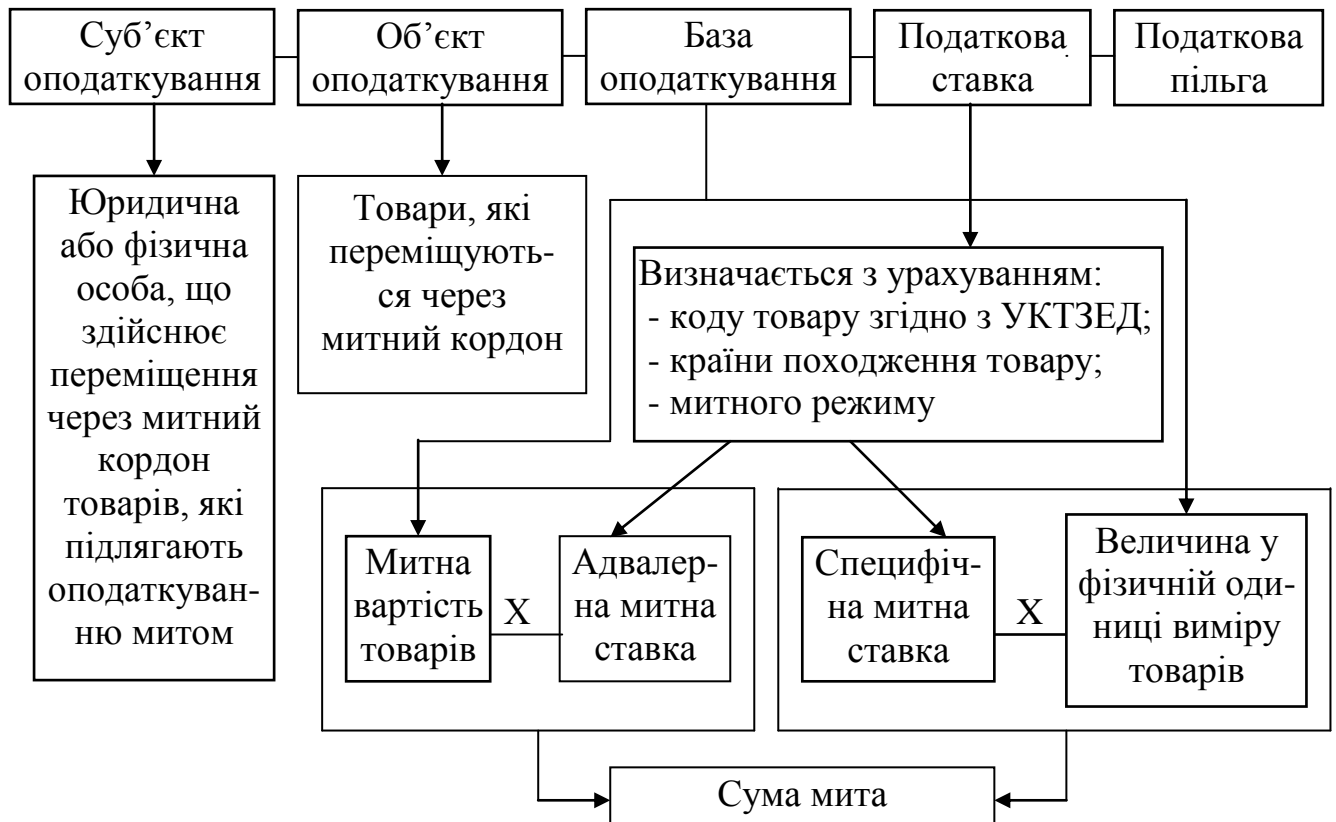 Суб’єкт
оподаткування
Об’єкт
оподаткування
База
оподаткування
Податкова
ставка
Податкова
пільга
Юридична
або фізична
особа, що
здійснює
переміщення
через митний
кордон
товарів, які
підлягають
оподаткуван-
ню митом
Товари, які
переміщують-
ся через
митний кордон
Визначається з урахуванням:
- коду товару згідно з УКТЗЕД;
- країни походження товару;
- митного режиму
Митна
вартість
товарів
Х
Адвалер-
на митна
ставка
Специфіч-
на митна
ставка
Х
Величина у
фізичній оди-
ниці виміру
товарів
Сума мита